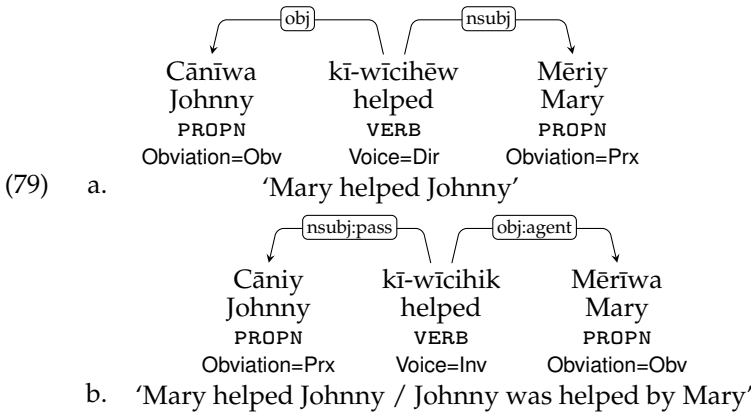 obj nsubj
Cānīwa kī-wīcihēw Mēriy
Johnny helped Mary
PROPN VERB PROPN
Obviation=Obv Voice=Dir Obviation=Prx
(79) a. ‘Mary helped Johnny’
nsubj:pass obj:agent
Cāniy kī-wīcihik Mērīwa
Johnny helped Mary
PROPN VERB PROPN
Obviation=Prx Voice=Inv Obviation=Obv
b. ‘Mary helped Johnny / Johnny was helped by Mary’